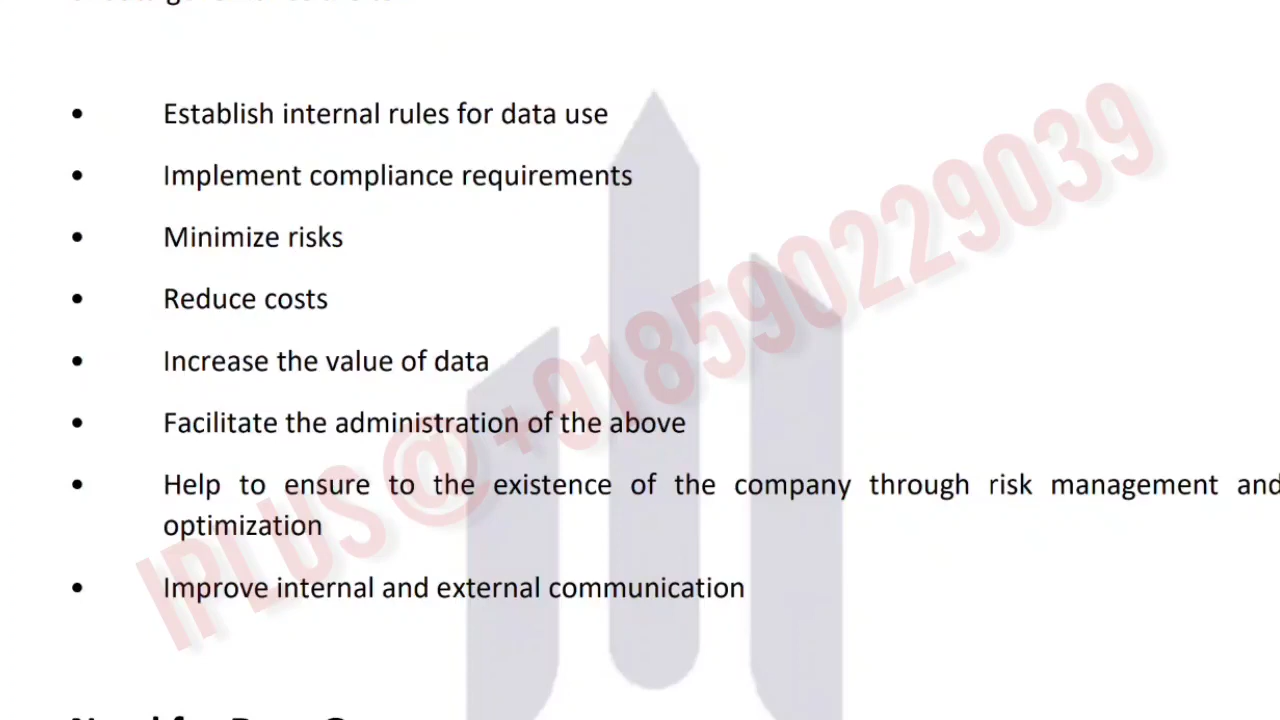 • Establish internal rules for data use
• Implement compliance requirements
• Minimize risks
• Reduce costs
• Increase the value of data
• Facilitate the administration of the above
• Help to ensure to the existence of the company through risk management and
optimization
• Improve internal and external communication
IPLUS@+918590229039